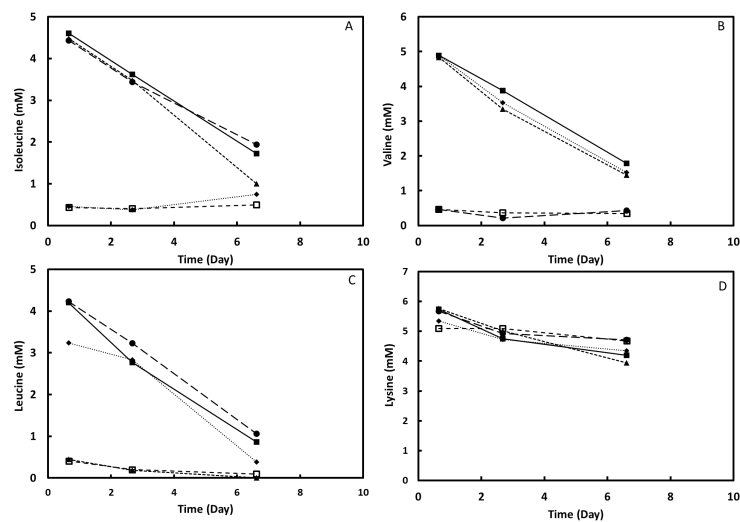 A
Isoleucine (mM)
5
4
3
2
1
0
0 2 4 6 8 10
Time (Day)
B
Valine (mM)
6
5
4
3
2
1
0
0 2 4 6 8 10
Time (Day)
C
Leucine (mM)
5
4
3
2
1
0
0 2 4 6 8 10
Time (Day)
D
Lysine (mM)
7
6
5
4
3
2
1
0
0 2 4 6 8 10
Time (Day)